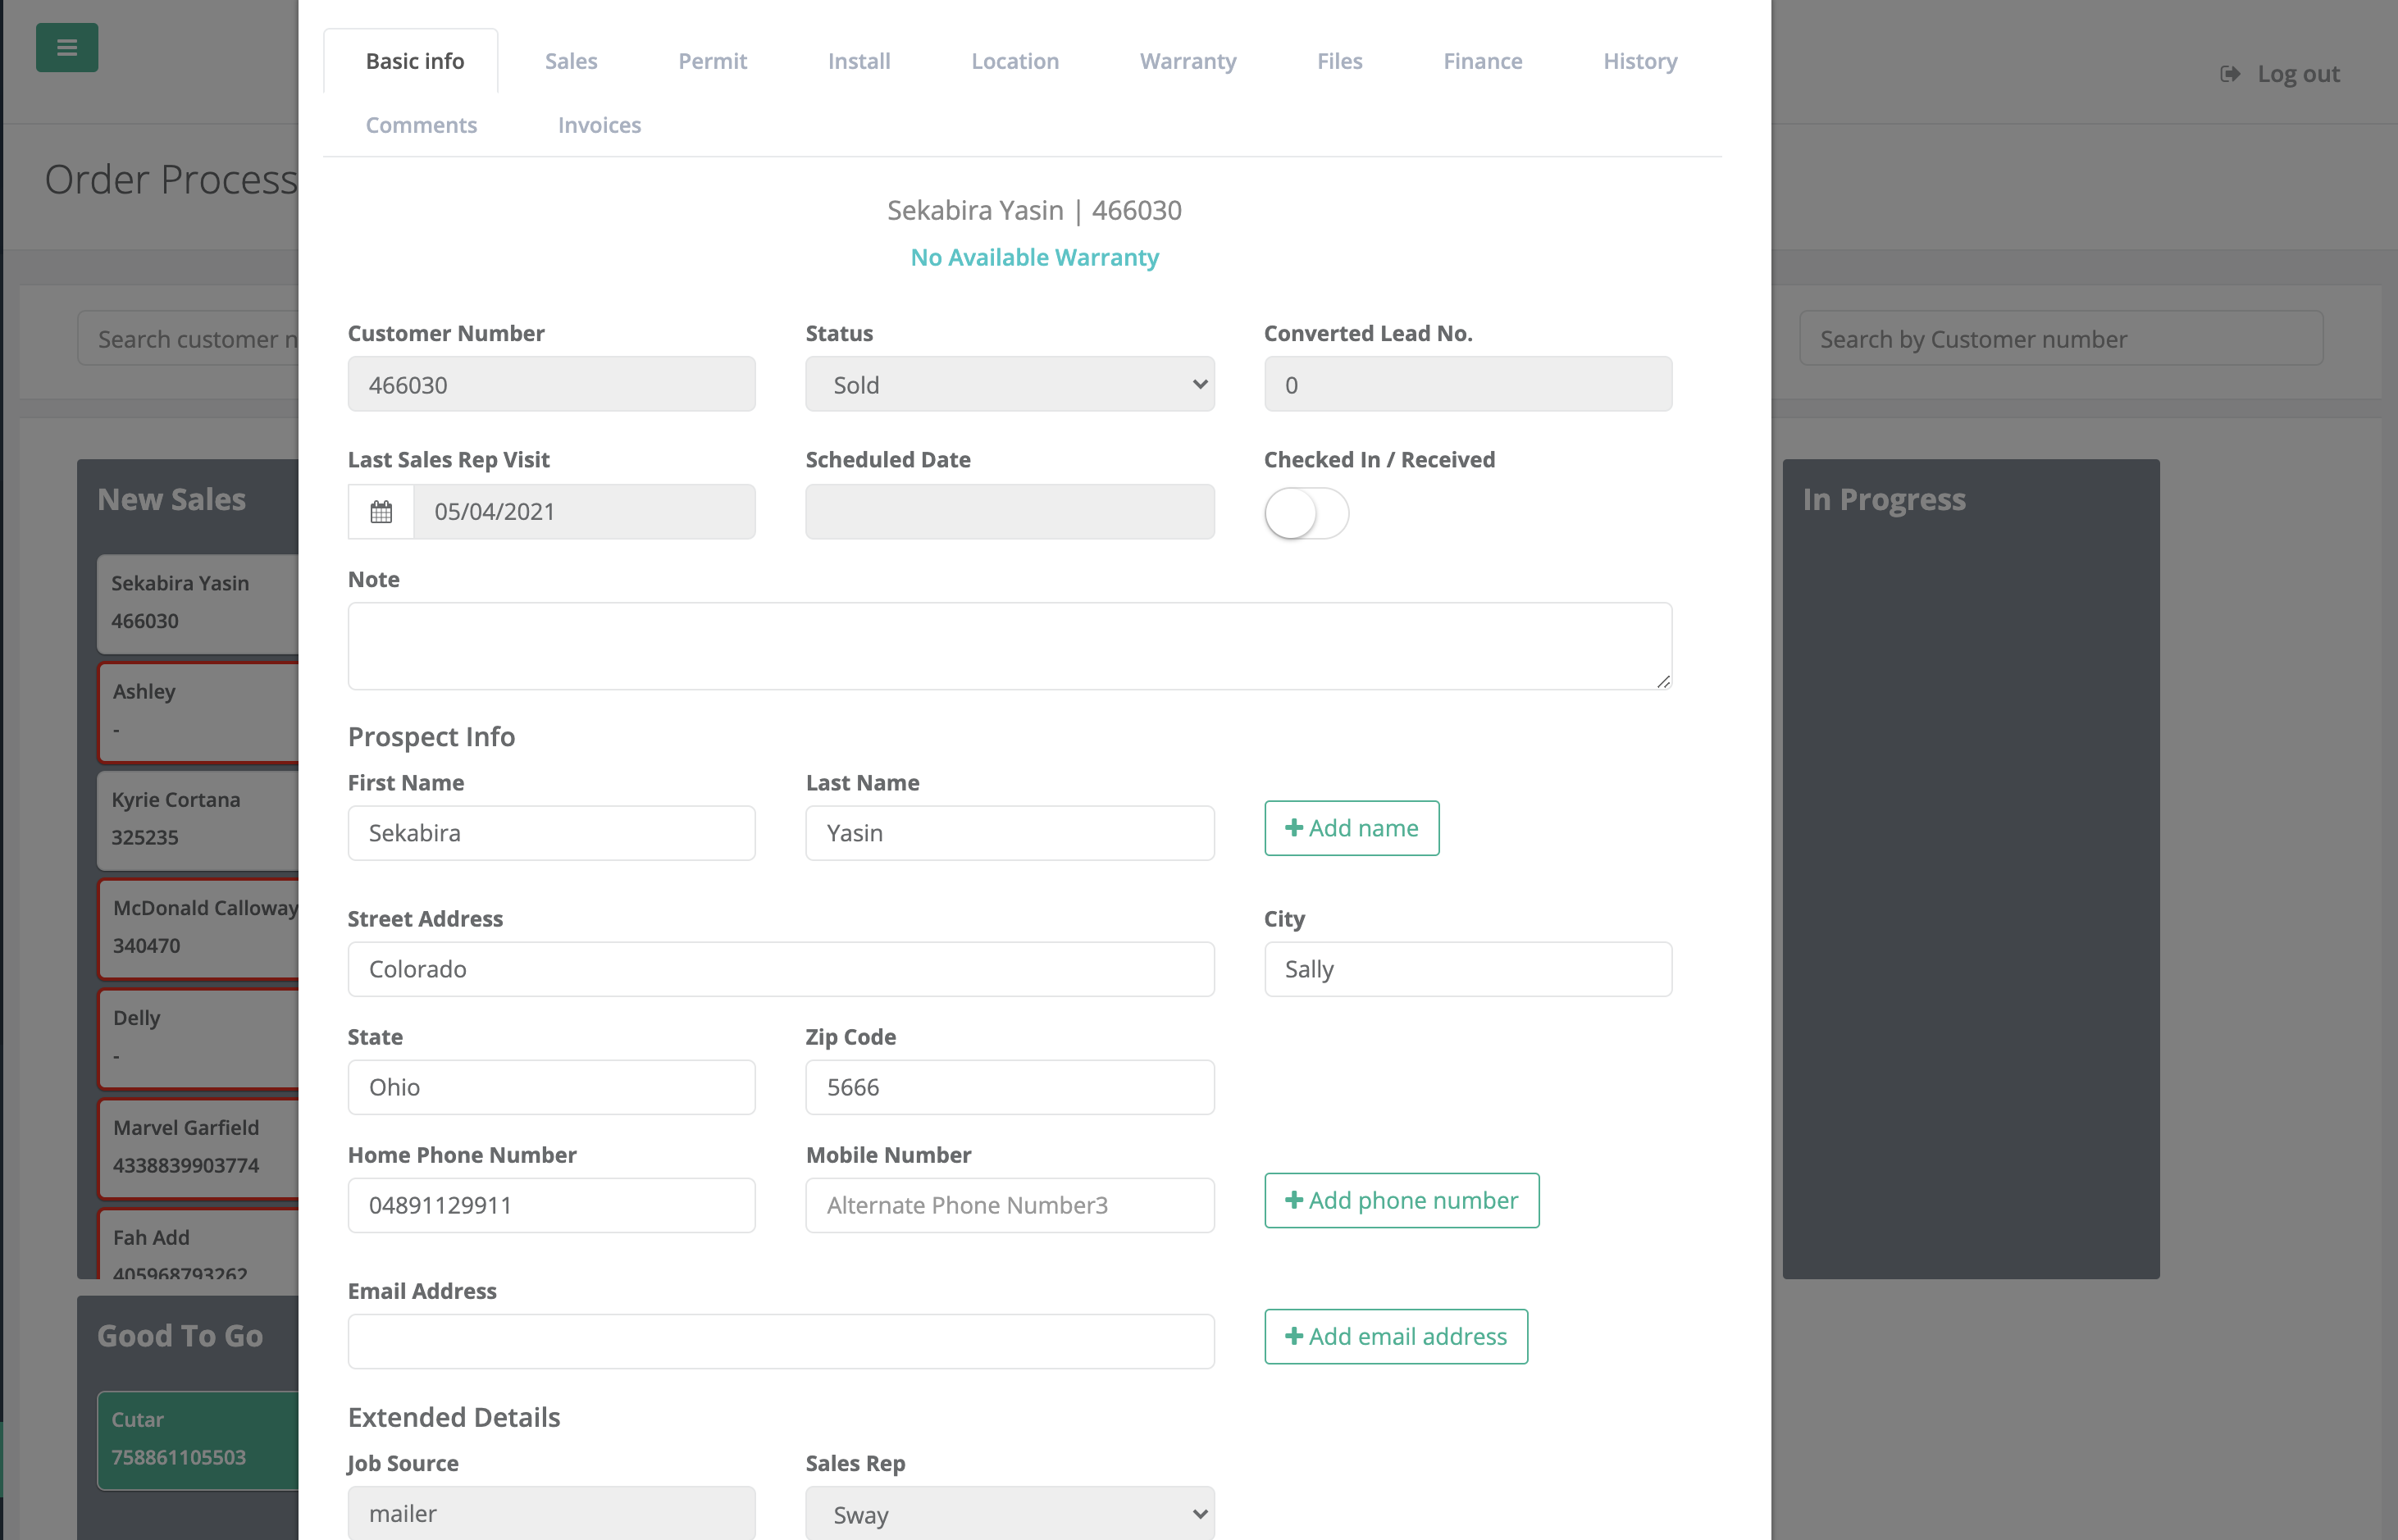 Basic info
Sales
Permit
Install
Location
Warranty
Files
Finance
History
Comments
Invoices
Log out
Order Process
Sekabira Yasin | 466030
No Available Warranty
Search customer n
Search by Customer number
Customer Number
Status
Converted Lead No.
466030
Sold
0
Last Sales Rep Visit
Scheduled Date
Checked In / Received
05/04/2021
Note
Prospect Info
First Name
Last Name
Sekabira
Yasin
Add name
Street Address
City
Colorado
Sally
State
Zip Code
Ohio
5666
Home Phone Number
Mobile Number
04891129911
Alternate Phone Number3
Add phone number
Email Address
Add email address
Extended Details
Job Source
Sales Rep
mailer
Sway
New Sales
Sekabira Yasin
466030
Ashley
-
Kyrie Cortana
325235
McDonald Calloway
340470
Delly
-
Marvel Garfield
4338839903774
Fah Add
405968793262
Good To Go
Cutar
758861105503
In Progress